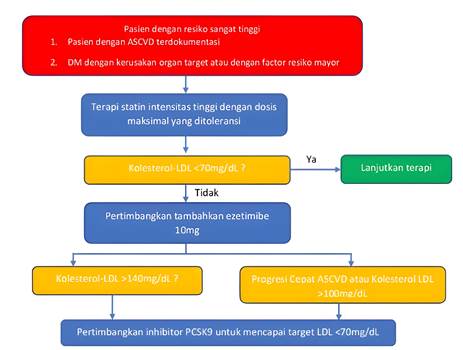 Pasien dengan resiko sangat tinggi
1. Pasien dengan ASCVD terdokumentasi
2. DM dengan kerusakan organ target atau dengan factor resiko mayor
Terapi statin intensitas tinggi dengan dosis
maksimal yang ditoleransi
Kolesterol-LDL <70mg/dL ?
Ya
Lanjutkan terapi
Tidak
Pertimbangkan tambahkan ezetimibe
10mg
Kolesterol-LDL >140mg/dL ?
Progresi Cepat ASCVD atau Kolesterol LDL
>100mg/dL
Pertimbangkan inhibitor PCSK9 untuk mencapai target LDL <70mg/dL